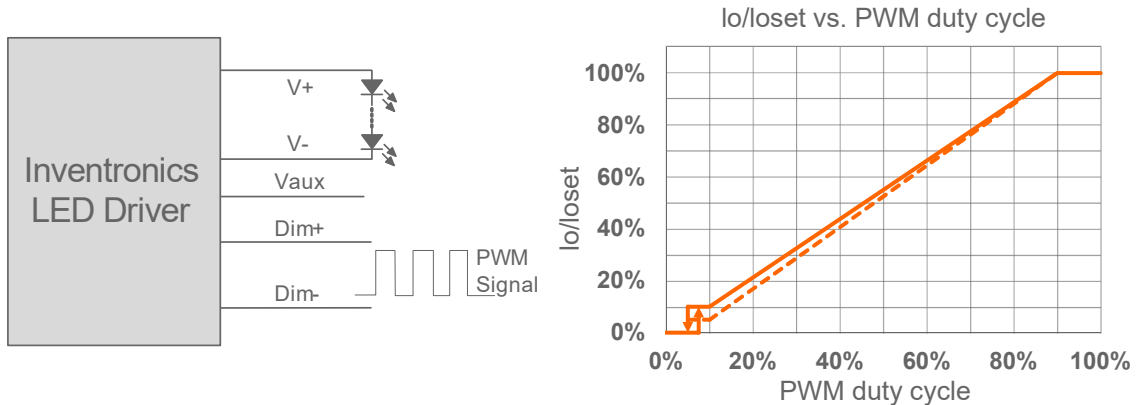 Inventronics
LED Driver
V+
V-
Vaux
Dim+
Dim-
PWM
Signal
Io/Ioset vs. PWM duty cycle
Io/Ioset
100%
80%
60%
40%
20%
0%
0% 20% 40% 60% 80% 100%
PWM duty cycle